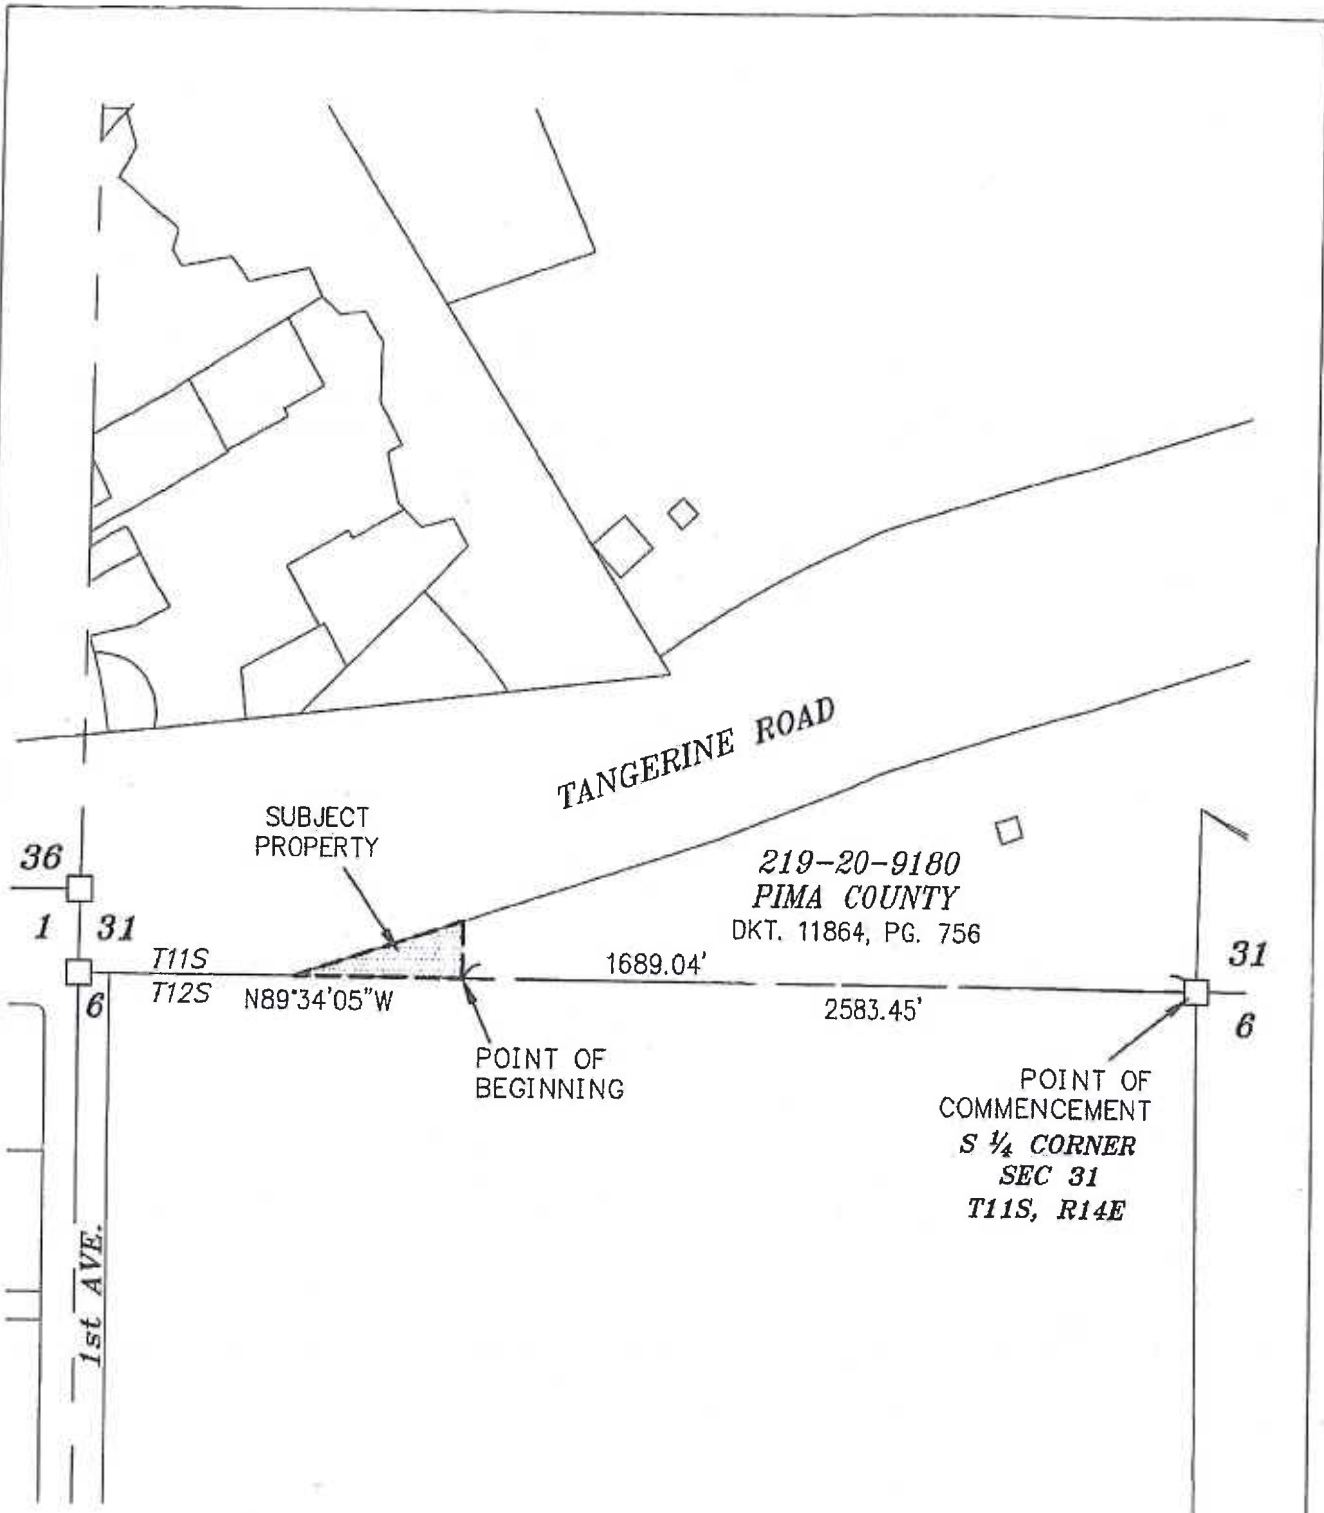 TANGERINE ROAD
SUBJECT
PROPERTY
36
1
31
219-20-9180
PIMA COUNTY
DKT. 11864, PG. 756
T11S
T12S
6
N89°34'05"W
1689.04'
2583.45'
31
6
POINT OF
BEGINNING
POINT OF
COMMENCEMENT
S ¼ CORNER
SEC 31
T11S, R14E
1st AVE.